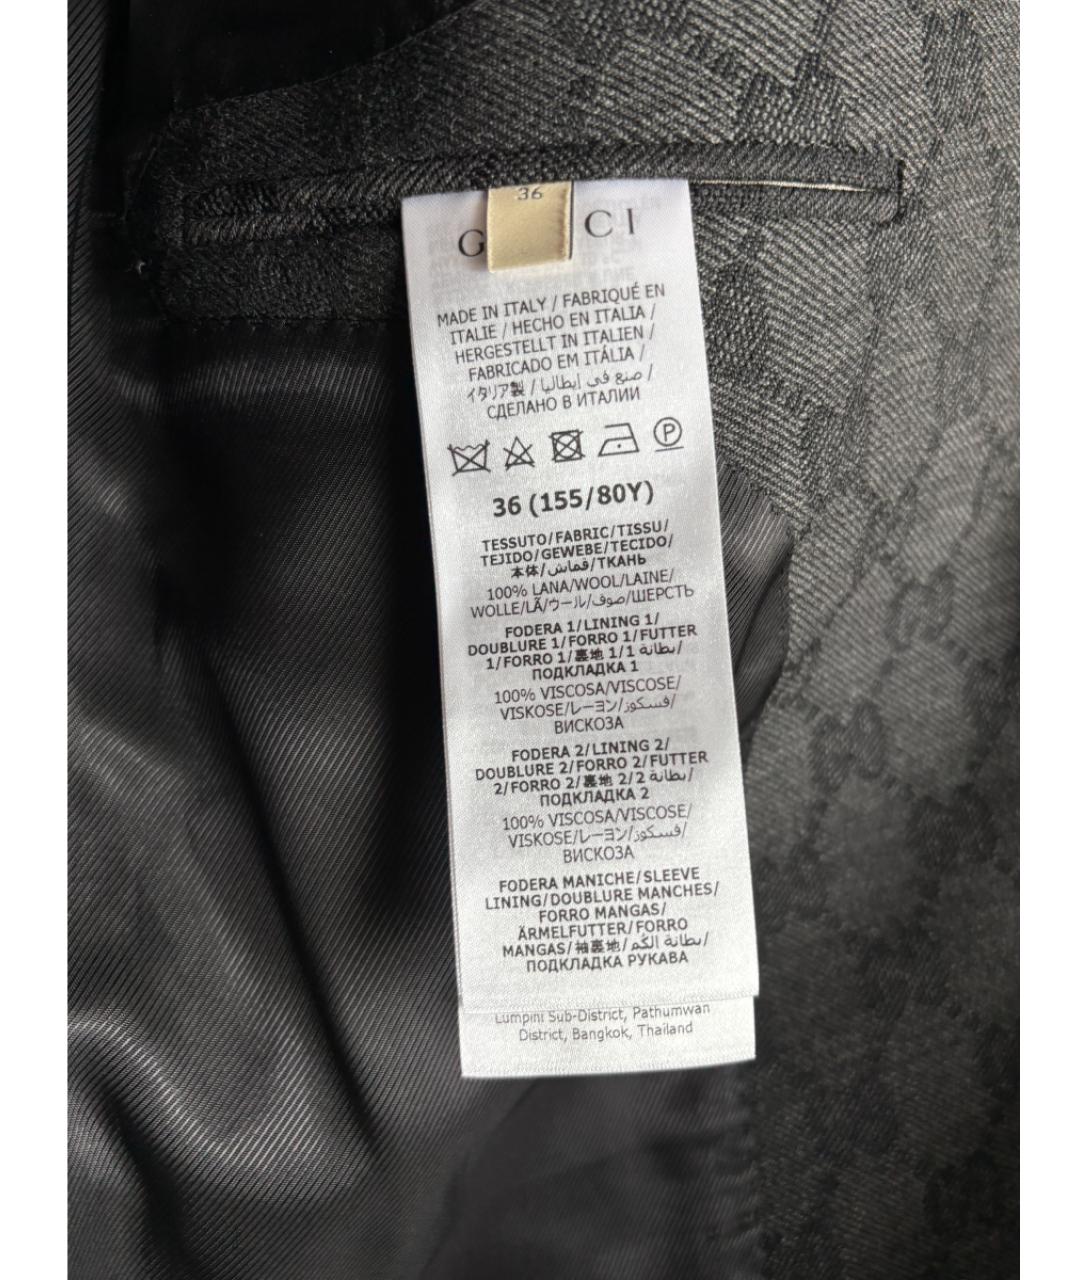 36
G CI
MADE IN ITALY / FABRIQUÉ EN
ITALIE / HECHO EN ITALIA /
HERGESTELLT IN ITALIEN /
FABRICADO EM ITÁLIA /
イタリア製 / صنع في إيطاليا /
СДЕЛАНО В ИТАЛИИ
P
36 (155/80Y)
TESSUTO/FABRIC/TISSU/
TEJIDO/GEWEBE/TECIDO/
本体/قماش/ТКАНЬ
100% LANA/WOOL/LAINE/
WOLLE/LÃ/ウール/صوف/ШЕРСТЬ
FODERA 1/LINING 1/
DOUBLURE 1/FORRO 1/FUTTER
1/FORRO 1/裏地 1/1 بطانة/
ПОДКЛАДКА 1
100% VISCOSA/VISCOSE/
VISKOSE/レーヨン/فسكوز/
ВИСКОЗА
FODERA 2/LINING 2/
DOUBLURE 2/FORRO 2/FUTTER
2/FORRO 2/裏地 2/2 بطانة/
ПОДКЛАДКА 2
100% VISCOSA/VISCOSE/
VISKOSE/レーヨン/فسكوز/
ВИСКОЗА
FODERA MANICHE/SLEEVE
LINING/DOUBLURE MANCHES/
FORRO MANGAS/
ÄRMELFUTTER/FORRO
MANGAS/袖裏地/بطانة الكُم/
ПОДКЛАДКА РУКАВА
Lumpini Sub-District, Pathumwan
District, Bangkok, Thailand